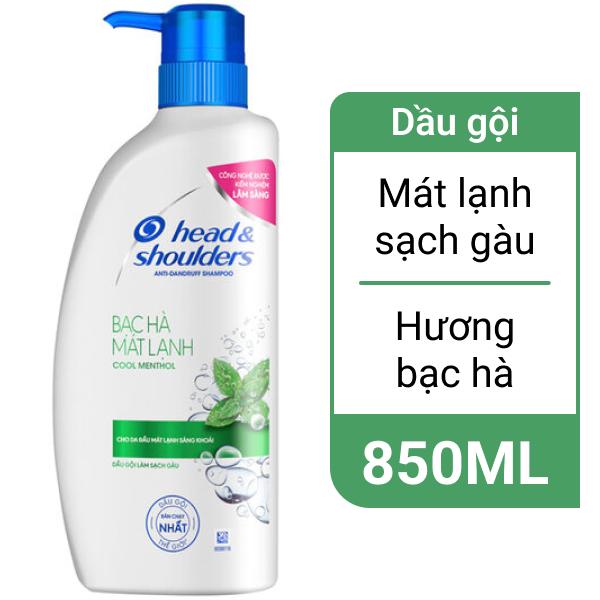 CÔNG NGHỆ ĐƯỢC
KIỂM NGHIỆM
LÂM SÀNG
head &
shoulders
ANTI-DANDRUFF SHAMPOO
BẠC HÀ
MÁT LẠNH
COOL MENTHOL
CHO DA ĐẦU MÁT LẠNH SẢNG KHOÁI
DẦU GỘI LÀM SẠCH GÀU
DẦU GỘI
BÁN CHẠY
NHẤT
THẾ GIỚI
Dầu gội
Mát lạnh
sạch gàu
Hương
bạc hà
850ML